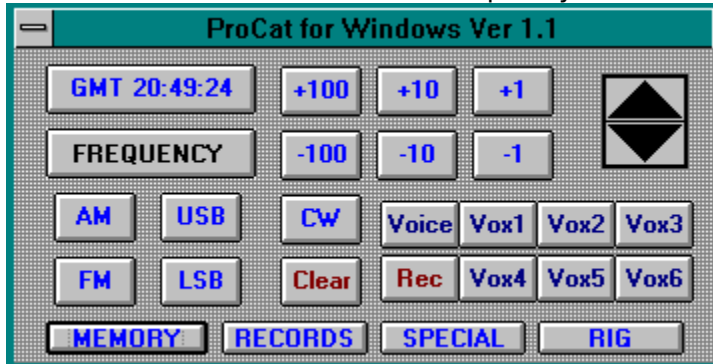 ProCat for Windows Ver 1.1
GMT 20:49:24 +100 +10 +1
FREQUENCY -100 -10 -1
AM USB CW Voice Vox1 Vox2 Vox3
FM LSB Clear Rec Vox4 Vox5 Vox6
MEMORY RECORDS SPECIAL RIG